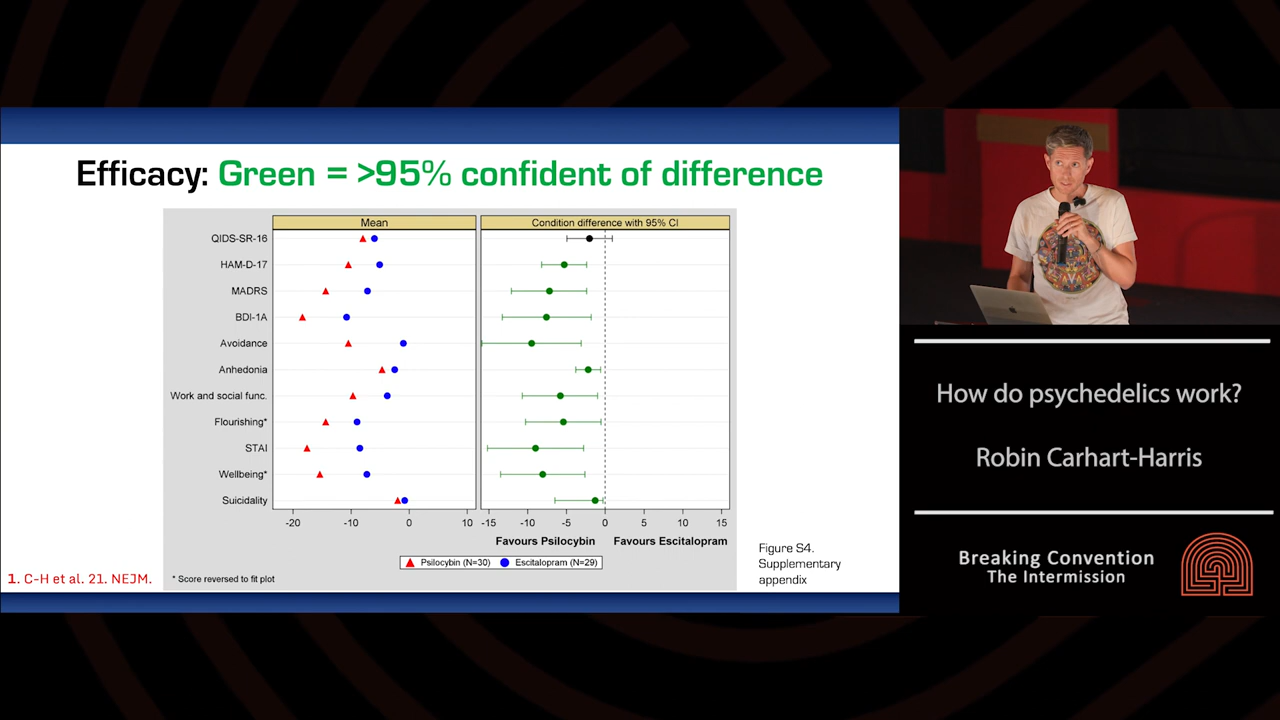 Efficacy: Green = >95% confident of difference
Mean
Condition difference with 95% CI
QIDS-SR-16
HAM-D-17
MADRS
BDI-1A
Avoidance
Anhedonia
Work and social func.
Flourishing*
STAI
Wellbeing*
Suicidality
-20 -10 0 10
-15 -10 -5 0 5 10 15
Favours Psilocybin Favours Escitalopram
Psilocybin (N=30) Escitalopram (N=29)
* Score reversed to fit plot
1. C-H et al. 21. NEJM.
Figure S4.
Supplementary
appendix
How do psychedelics work?
Robin Carhart-Harris
Breaking Convention
The Intermission